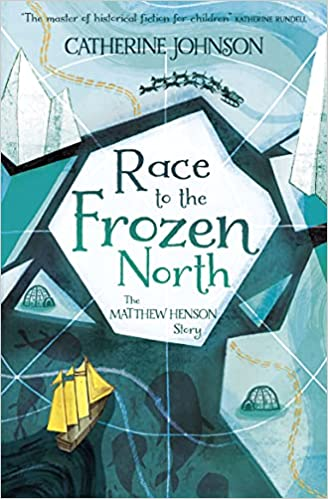 "The master of historical fiction for children" KATHERINE RUNDELL
CATHERINE JOHNSON
Race
to the
Frozen
North
The
MATTHEW HENSON
Story